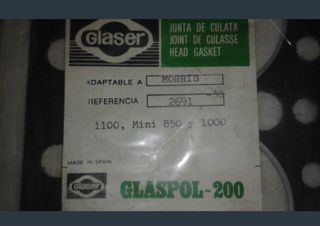 Glaser
JUNTA DE CULATA
JOINT DE CULASSE
HEAD GASKET
ADAPTABLE A MORRIS
REFERENCIA 2691
1100, Mini 850 y 1000
MADE IN SPAIN
Glaser GLASPOL-200